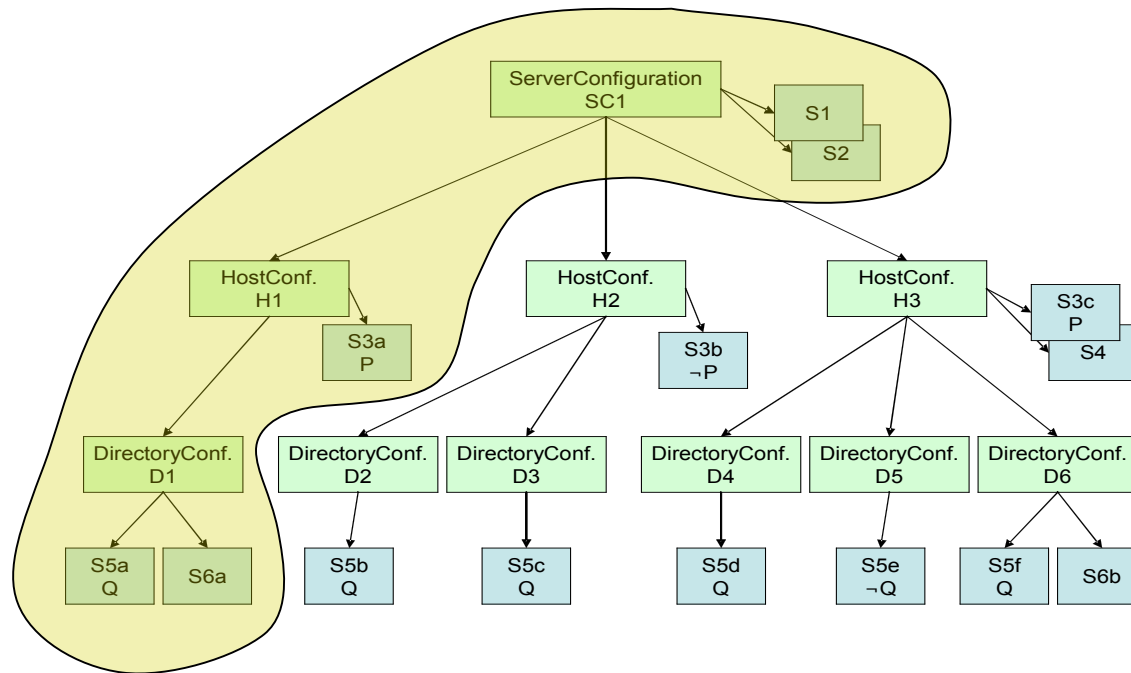 ServerConfiguration
SC1
S1
S2
HostConf.
H1
S3a
P
HostConf.
H2
S3b
¬P
HostConf.
H3
S3c
P
S4
DirectoryConf.
D1
DirectoryConf.
D2
DirectoryConf.
D3
DirectoryConf.
D4
DirectoryConf.
D5
DirectoryConf.
D6
S5a
Q
S6a
S5b
Q
S5c
Q
S5d
Q
S5e
¬Q
S5f
Q
S6b